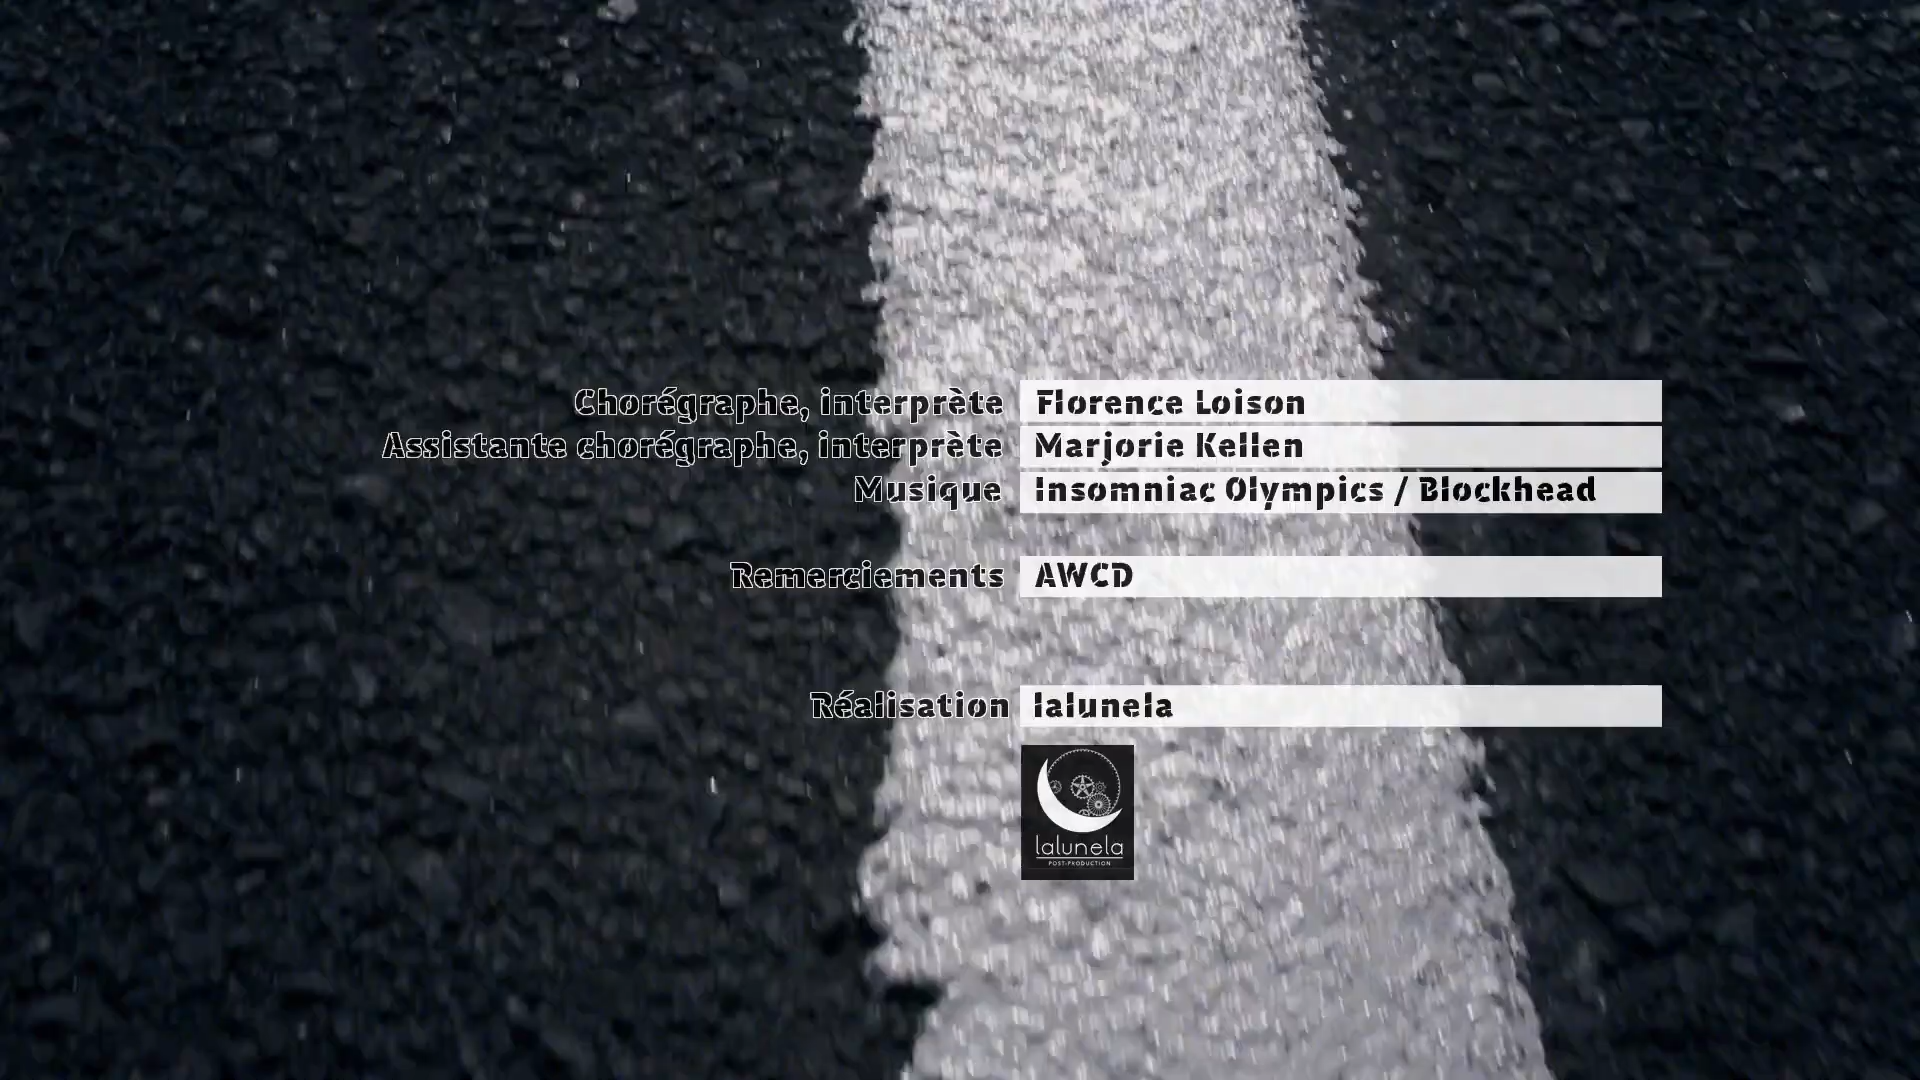 Chorégraphe, interprète Florence Loison
Assistante chorégraphe, interprète Marjorie Kellen
Musique Insomniac Olympics / Blockhead
Remerciements AWCD
Réalisation lalunela
lalunela
POST-PRODUCTION